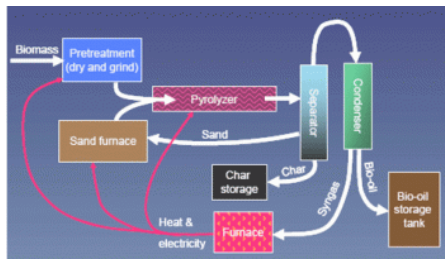 Biomass
Pretreatment
(dry and grind)
Pyrolyzer
Separator
Condenser
Sand furnace
Sand
Char
Char
storage
Syngas
Bio-oil
Bio-oil
storage
tank
Heat &
electricity
Furnace